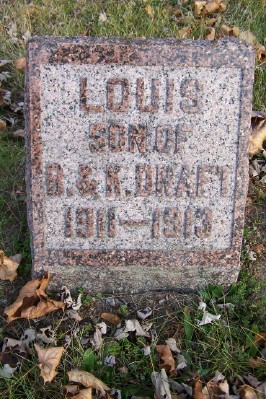 LOUIS
SON OF
B. & K. DRAFT
1911—1913